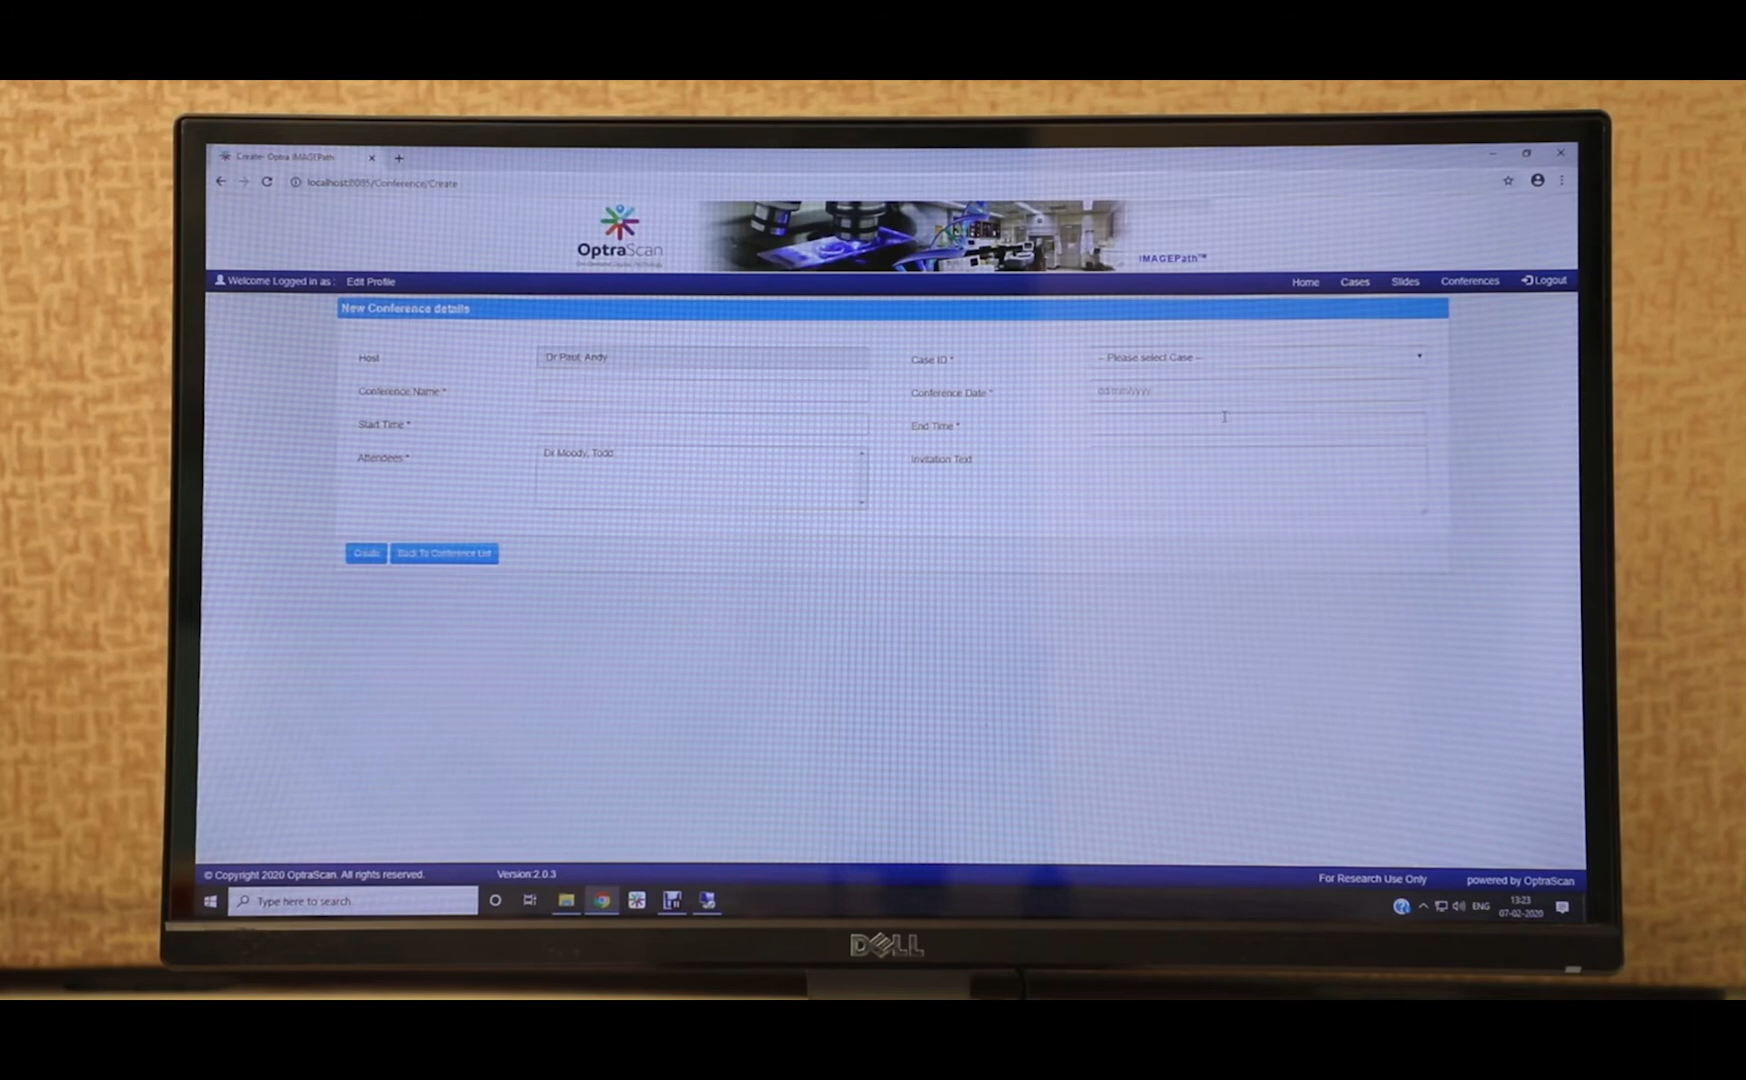 Create- Optra IMAGEPath
localhost:8085/Conference/Create
OptraScan
IMAGEPath™
Welcome Logged in as : Edit Profile Home Cases Slides Conferences Logout
New Conference details
Host Dr Paul, Andy Case ID * -- Please select Case --
Conference Name * Conference Date * dd/mm/yyyy
Start Time * End Time *
Attendees * Dr Moody, Todd Invitation Text
Create Back To Conference List
© Copyright 2020 OptraScan. All rights reserved. Version:2.0.3 For Research Use Only powered by OptraScan
Type here to search ENG 13:23
07-02-2020
DELL